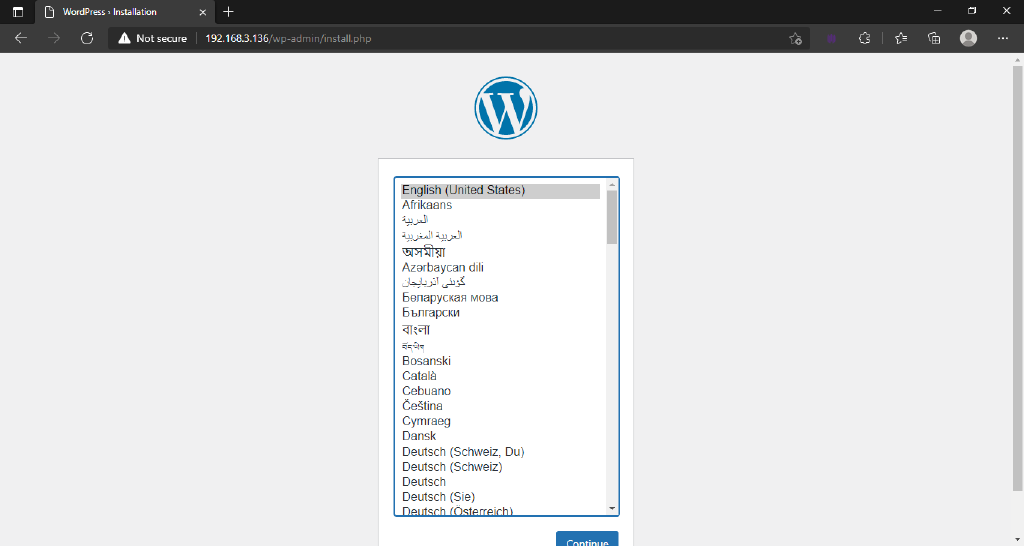 WordPress › Installation
Not secure
192.168.3.136/wp-admin/install.php
English (United States)
Afrikaans
العربية
العربية المغربية
অসমীয়া
Azərbaycan dili
گؤنئی آذربایجان
Беларуская мова
Български
বাংলা
བོད་ཡིག
Bosanski
Català
Cebuano
Čeština
Cymraeg
Dansk
Deutsch (Schweiz, Du)
Deutsch (Schweiz)
Deutsch
Deutsch (Sie)
Deutsch (Österreich)
Continue